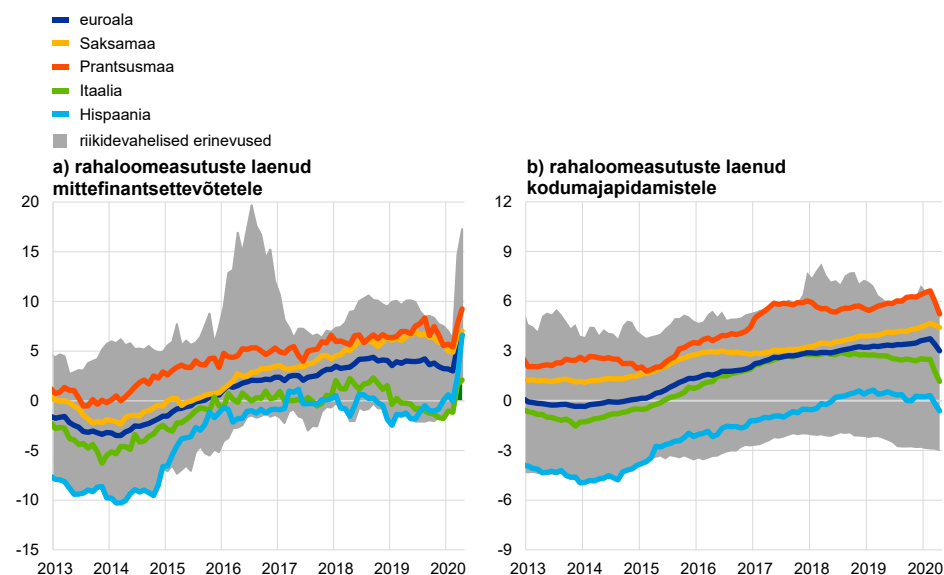 euroala
Saksamaa
Prantsusmaa
Itaalia
Hispaania
riikidevahelised erinevused
a) rahaloomeasutuste laenud
mittefinantsettevõtetele
20
15
10
5
0
-5
-10
-15
2013 2014 2015 2016 2017 2018 2019 2020
b) rahaloomeasutuste laenud
kodumajapidamistele
12
9
6
3
0
-3
-6
-9
2013 2014 2015 2016 2017 2018 2019 2020